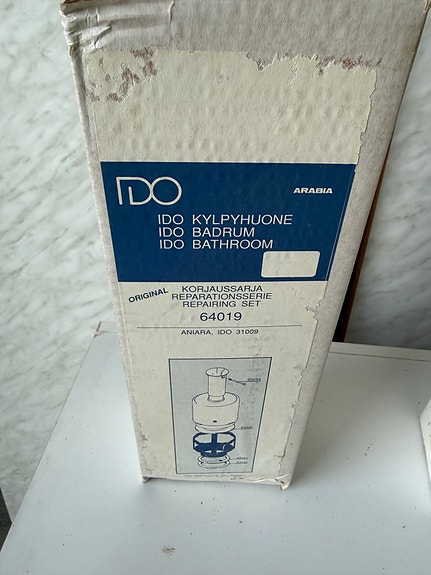 IDO
ARABIA
IDO KYLPYHUONE
IDO BADRUM
IDO BATHROOM
ORIGINAL
KORJAUSSARJA
REPARATIONSSERIE
REPAIRING SET
64019
ANIARA, IDO 31009